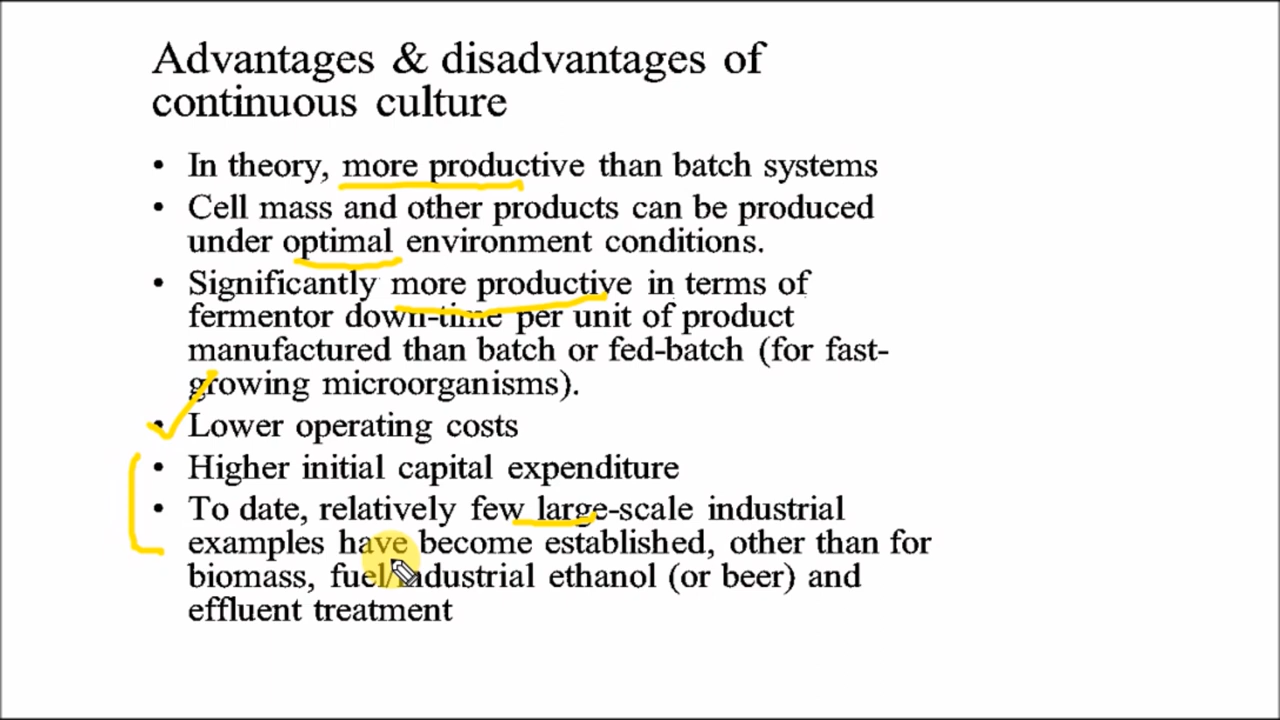 Advantages & disadvantages of
continuous culture
• In theory, more productive than batch systems
• Cell mass and other products can be produced
under optimal environment conditions.
• Significantly more productive in terms of
fermentor down-time per unit of product
manufactured than batch or fed-batch (for fast-
growing microorganisms).
• Lower operating costs
• Higher initial capital expenditure
• To date, relatively few large-scale industrial
examples have become established, other than for
biomass, fuel/industrial ethanol (or beer) and
effluent treatment